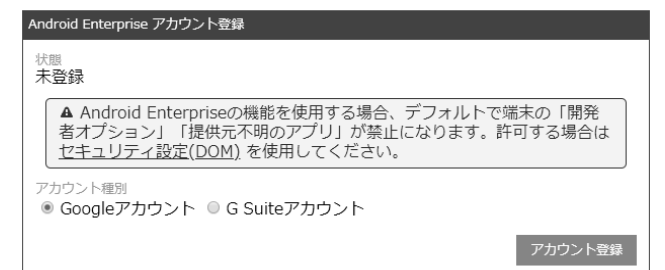 Android Enterprise アカウント登録
状態
未登録
Android Enterpriseの機能を使用する場合、デフォルトで端末の「開発
者オプション」「提供元不明のアプリ」が禁止になります。許可する場合は
セキュリティ設定(DOM) を使用してください。
アカウント種別
Googleアカウント G Suiteアカウント
アカウント登録